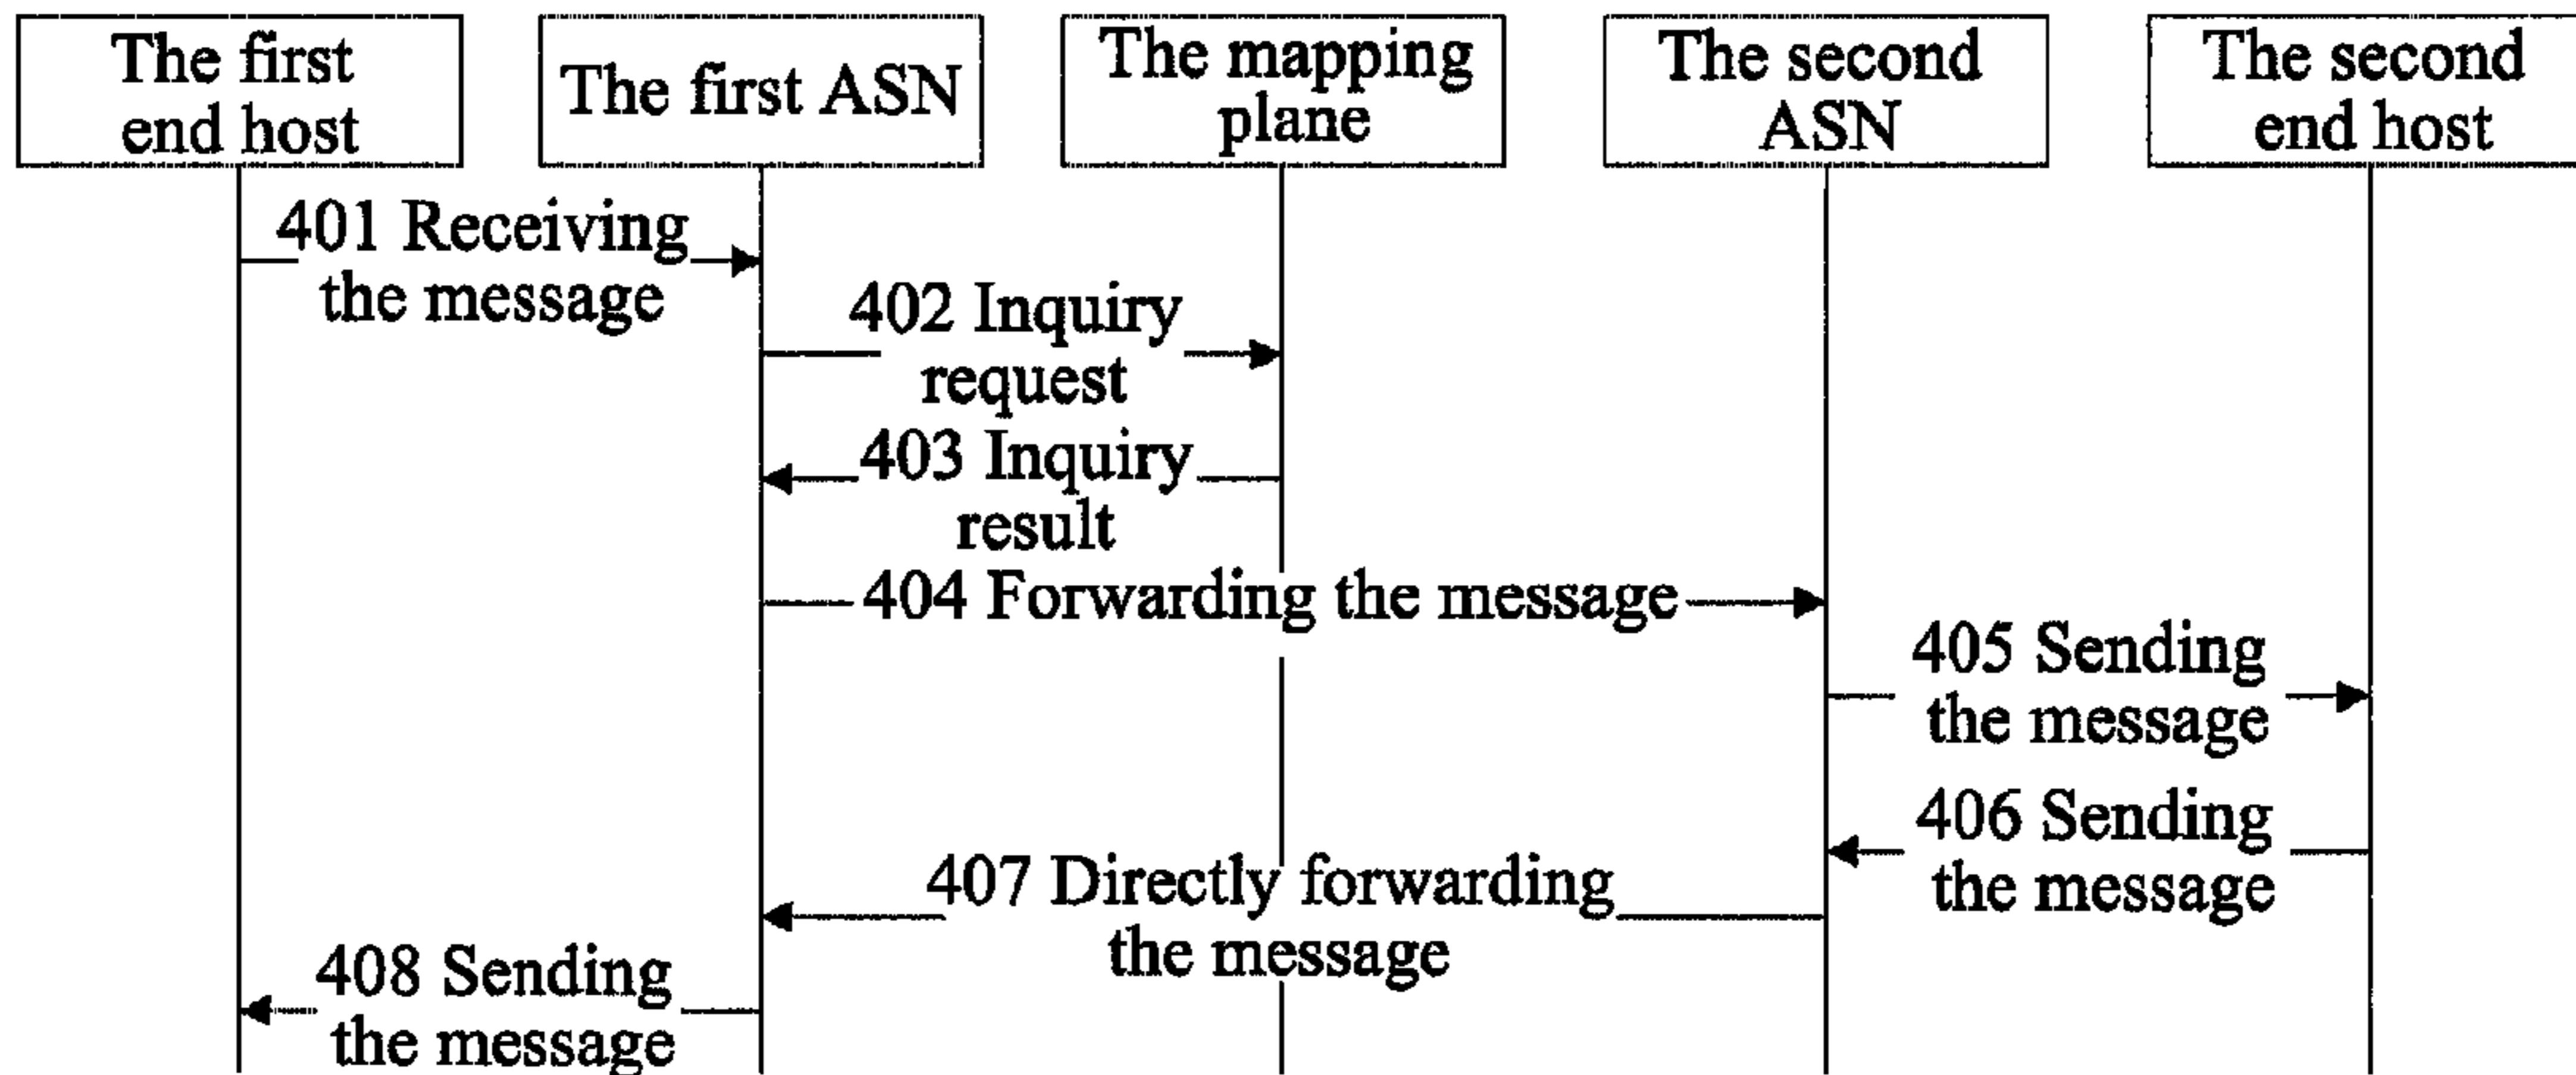 The first
end host
The first ASN
The mapping
plane
The second
ASN
The second
end host
401 Receiving
the message
402 Inquiry
request
403 Inquiry
result
404 Forwarding the message
405 Sending
the message
406 Sending
the message
407 Directly forwarding
the message
408 Sending
the message